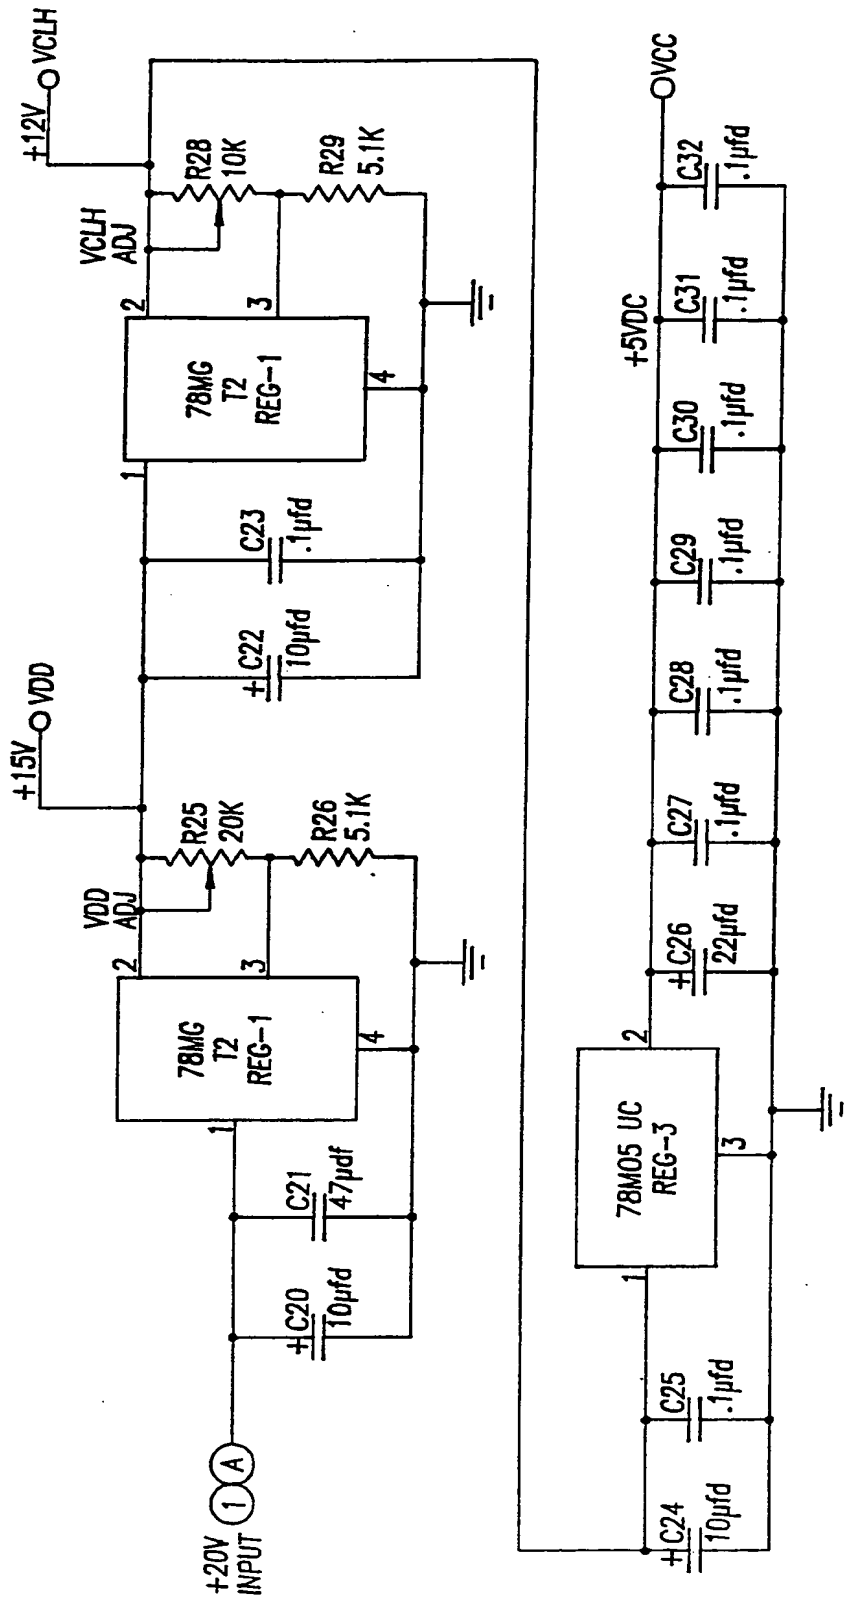 +20V
INPUT
1
A
+
C20
10µfd
C21
47µdf
1
78MG
T2
REG-1
2
3
4
VDD
ADJ
R25
20K
R26
5.1K
+15V
VDD
+
C22
10µfd
C23
.1µfd
1
78MG
T2
REG-1
2
3
4
VCLH
ADJ
R28
10K
R29
5.1K
+12V
VCLH
+
C24
10µfd
C25
.1µfd
1
78M05 UC
REG-3
2
3
+
C26
22µfd
C27
.1µfd
C28
.1µfd
C29
.1µfd
C30
.1µfd
+5VDC
C31
.1µfd
C32
.1µfd
VCC